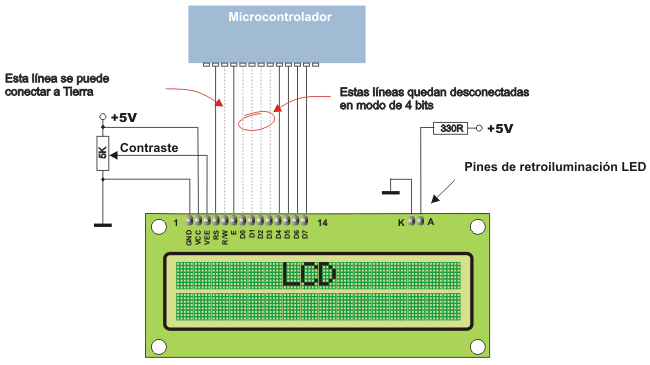 Microcontrolador
Esta línea se puede
conectar a Tierra
Estas líneas quedan desconectadas
en modo de 4 bits
+5V
5K
Contraste
330R
+5V
Pines de retroiluminación LED
1
14
K
A
GND
VCC
VEE
RS
R/W
E
D0
D1
D2
D3
D4
D5
D6
D7
LCD